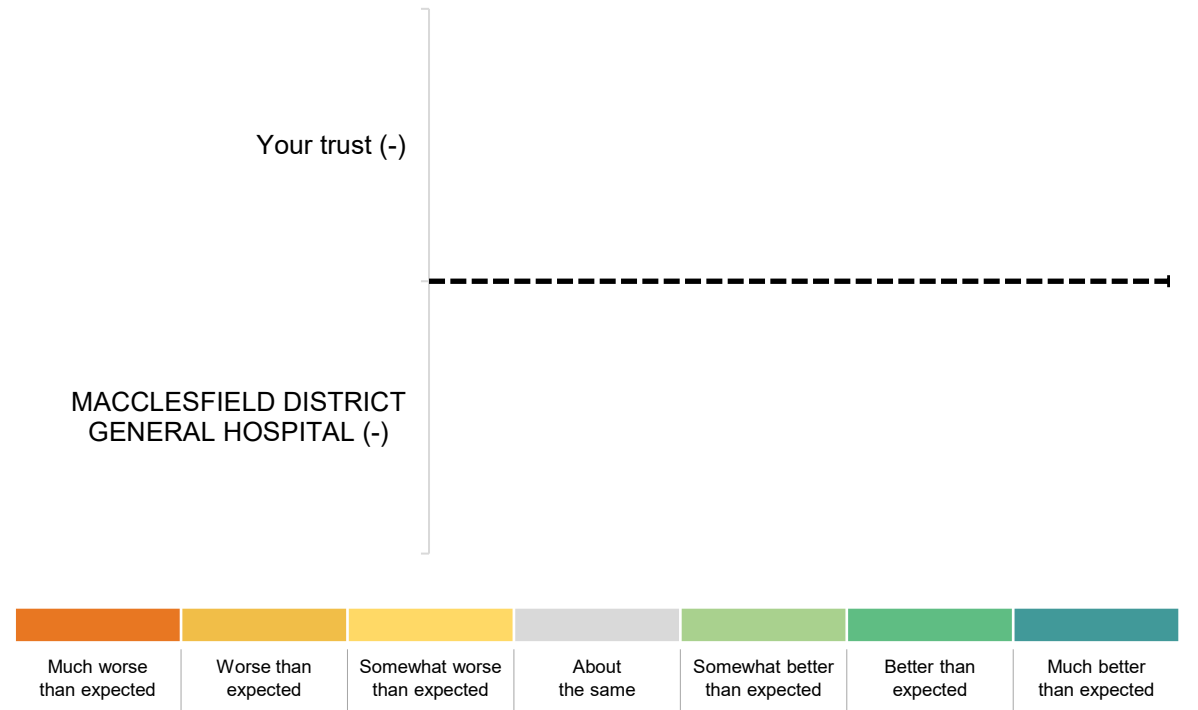 Your trust (-)
MACCLESFIELD DISTRICT
GENERAL HOSPITAL (-)
Much worse
than expected
Worse than
expected
Somewhat worse
than expected
About
the same
Somewhat better
than expected
Better than
expected
Much better
than expected